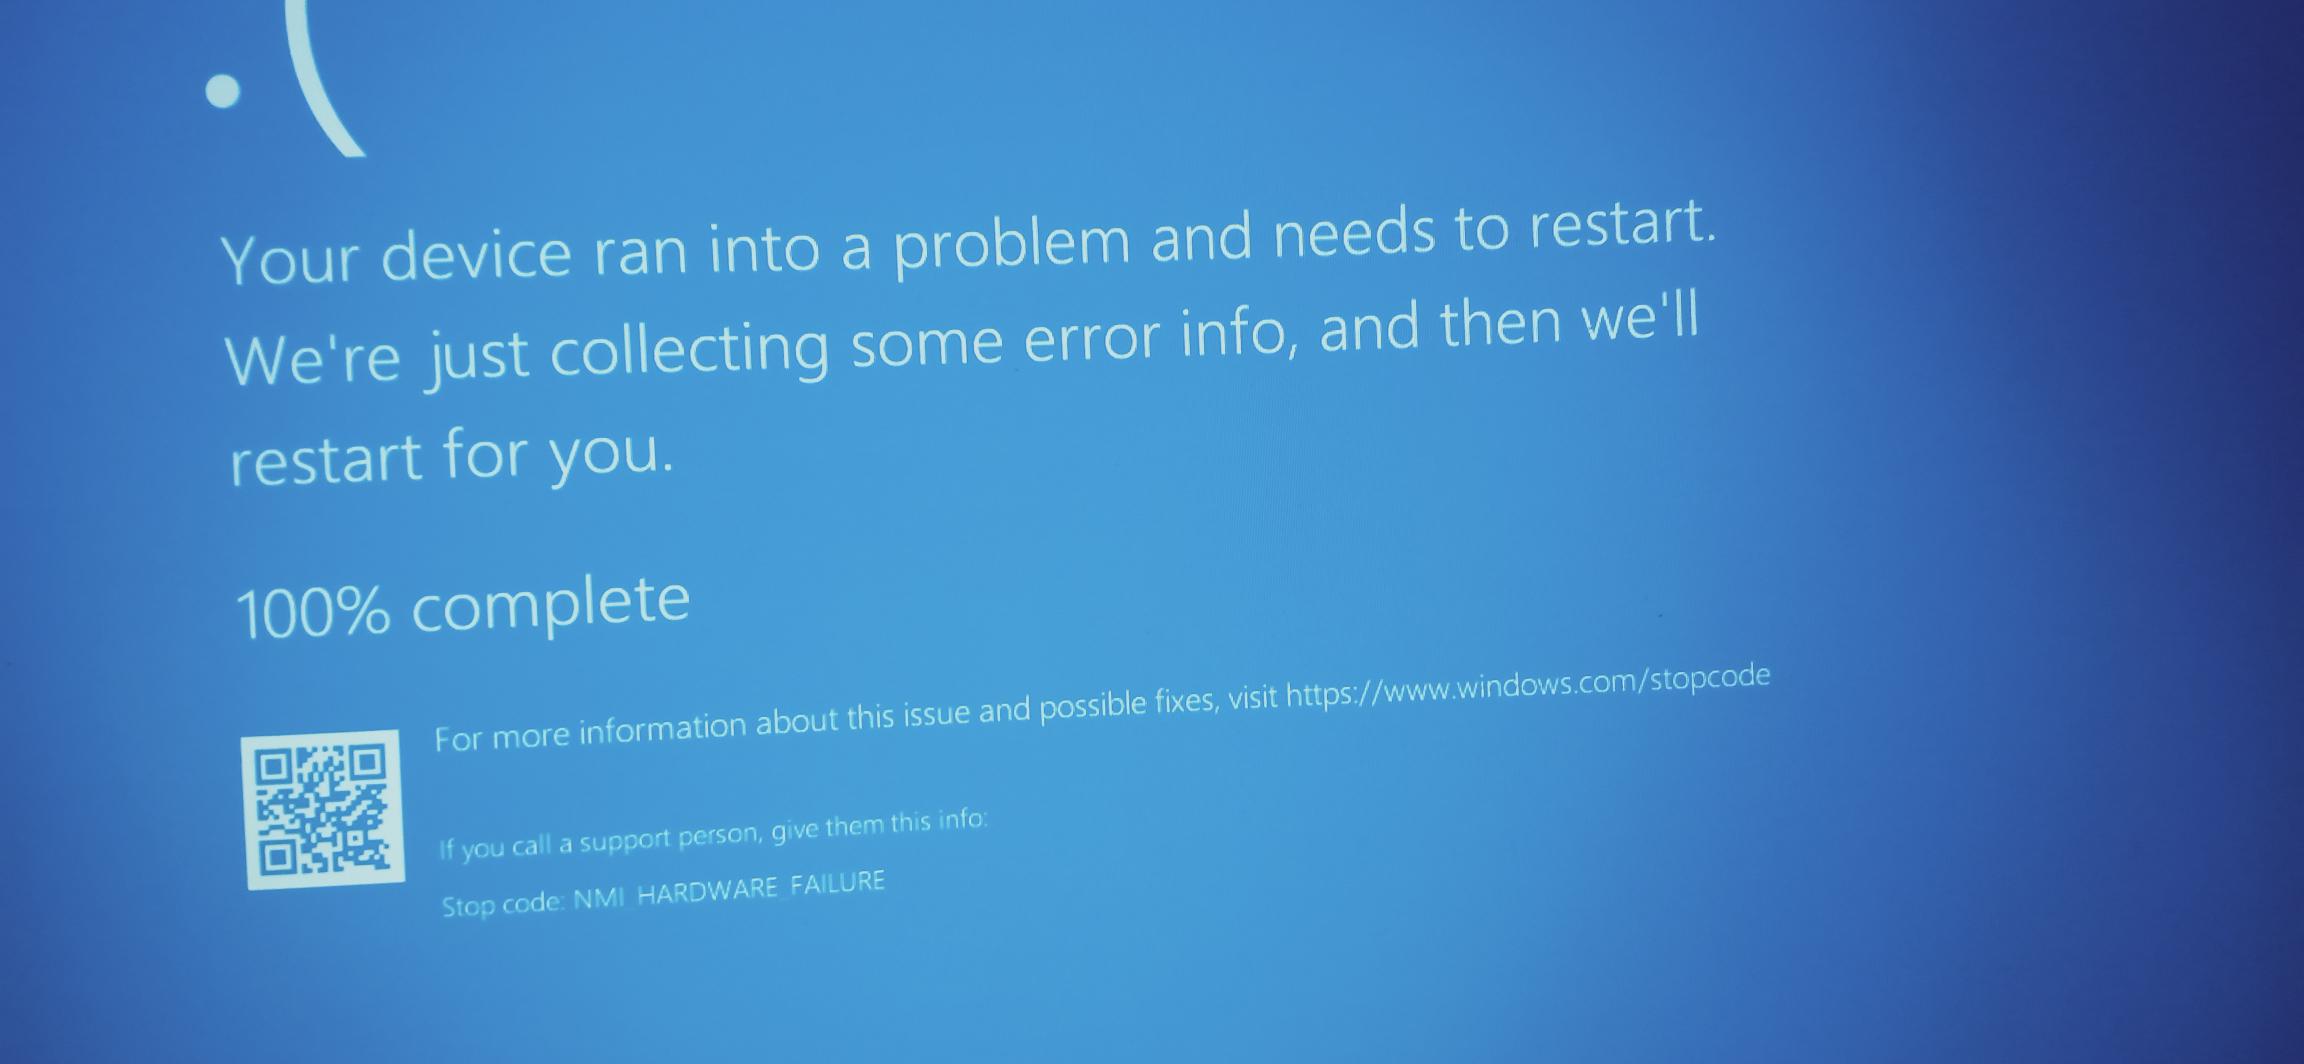 :(
Your device ran into a problem and needs to restart.
We're just collecting some error info, and then we'll
restart for you.
100% complete
For more information about this issue and possible fixes, visit https://www.windows.com/stopcode
If you call a support person, give them this info:
Stop code: NMI_HARDWARE_FAILURE